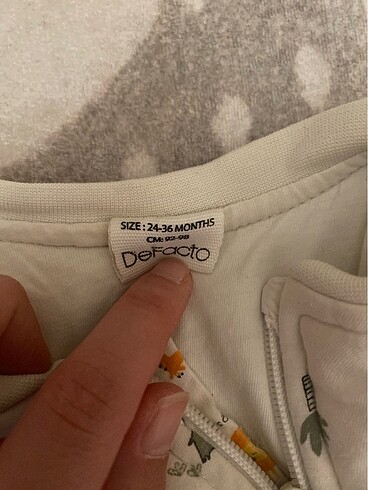 SIZE : 24-36 MONTHS
CM: 92-98
DeFacto